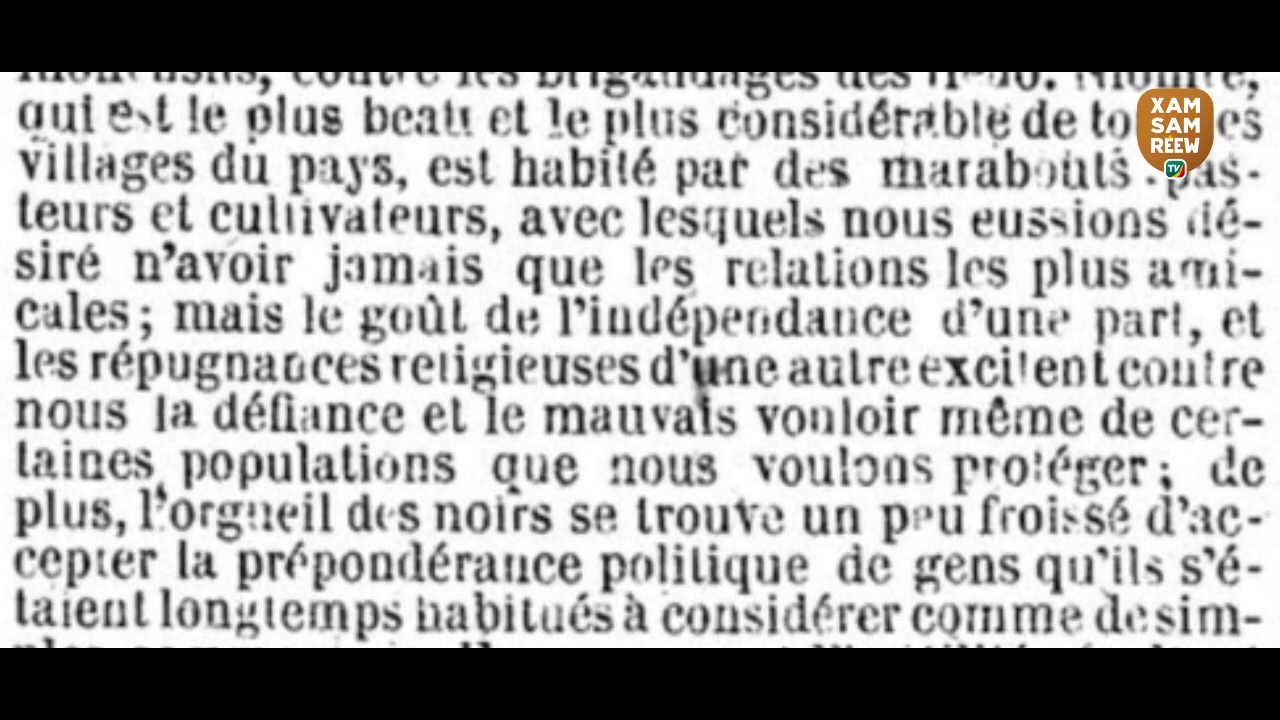 contre les brigandages des
qui est le plus beau et le plus considérable de
villages du pays, est habité par des marabouts pas-
teurs et cultivateurs, avec lesquels nous eussions dé-
siré n'avoir jamais que les relations les plus ami-
cales; mais le goût de l'indépendance d'une part, et
les répugnances religieuses d'une autre excitent contre
nous la défiance et le mauvais vouloir même de cer-
taines populations que nous voulons protéger; de
plus, l'orgueil des noirs se trouve un peu froissé d'ac-
cepter la prépondérance politique de gens qu'ils s'é-
taient longtemps habitués à considérer comme de sim-
XAM
SAM
RÉEW
TV